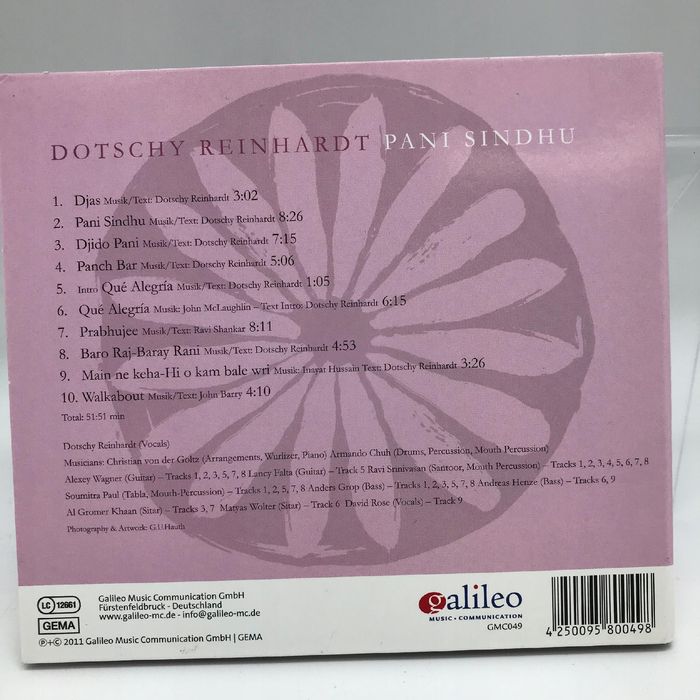 DOTSCHY REINHARDT PANI SINDHU
1. Djas Musik/Text: Dotschy Reinhardt 3:02
2. Pani Sindhu Musik/Text: Dotschy Reinhardt 8:26
3. Djido Pani Musik/Text: Dotschy Reinhardt 7:15
4. Panch Bar Musik/Text: Dotschy Reinhardt 5:06
5. Intro Qué Alegría Musik/Text: Dotschy Reinhardt 1:05
6. Qué Alegría Musik: John McLaughlin – Text Intro: Dotschy Reinhardt 6:15
7. Prabhujee Musik/Text: Ravi Shankar 8:11
8. Baro Raj-Baray Rani Musik/Text: Dotschy Reinhardt 4:53
9. Main ne keha-Hi o kam bale wri Musik: Inayat Hussain Text: Dotschy Reinhardt 3:26
10. Walkabout Musik/Text: John Barry 4:10
Total: 51:51 min
Dotschy Reinhardt (Vocals)
Musicians: Christian von der Goltz (Arrangements, Wurlizer, Piano) Armando Chuh (Drums, Percussion, Mouth Percussion)
Alexey Wagner (Guitar) – Tracks 1, 2, 3, 5, 7, 8 Lancy Falta (Guitar) – Track 5 Ravi Srinivasan (Santoor, Mouth Percussion) – Tracks 1, 2, 3, 4, 5, 6, 7, 8
Soumitra Paul (Tabla, Mouth-Percussion) – Tracks 1, 2, 5, 7, 8 Anders Grop (Bass) – Tracks 1, 2, 3, 5, 7, 8 Andreas Henze (Bass) – Tracks 6, 9
Al Gromer Khaan (Sitar) – Tracks 3, 7 Matyas Wolter (Sitar) – Track 6 David Rose (Vocals) – Track 9
Photography & Artwork: G.U.Hauth
LC 12661
GEMA
Galileo Music Communication GmbH
Fürstenfeldbruck - Deutschland
www.galileo-mc.de - info@galileo-mc.de
℗+© 2011 Galileo Music Communication GmbH | GEMA
galileo
MUSIC • COMMUNICATION
GMC049
4 250095 800498